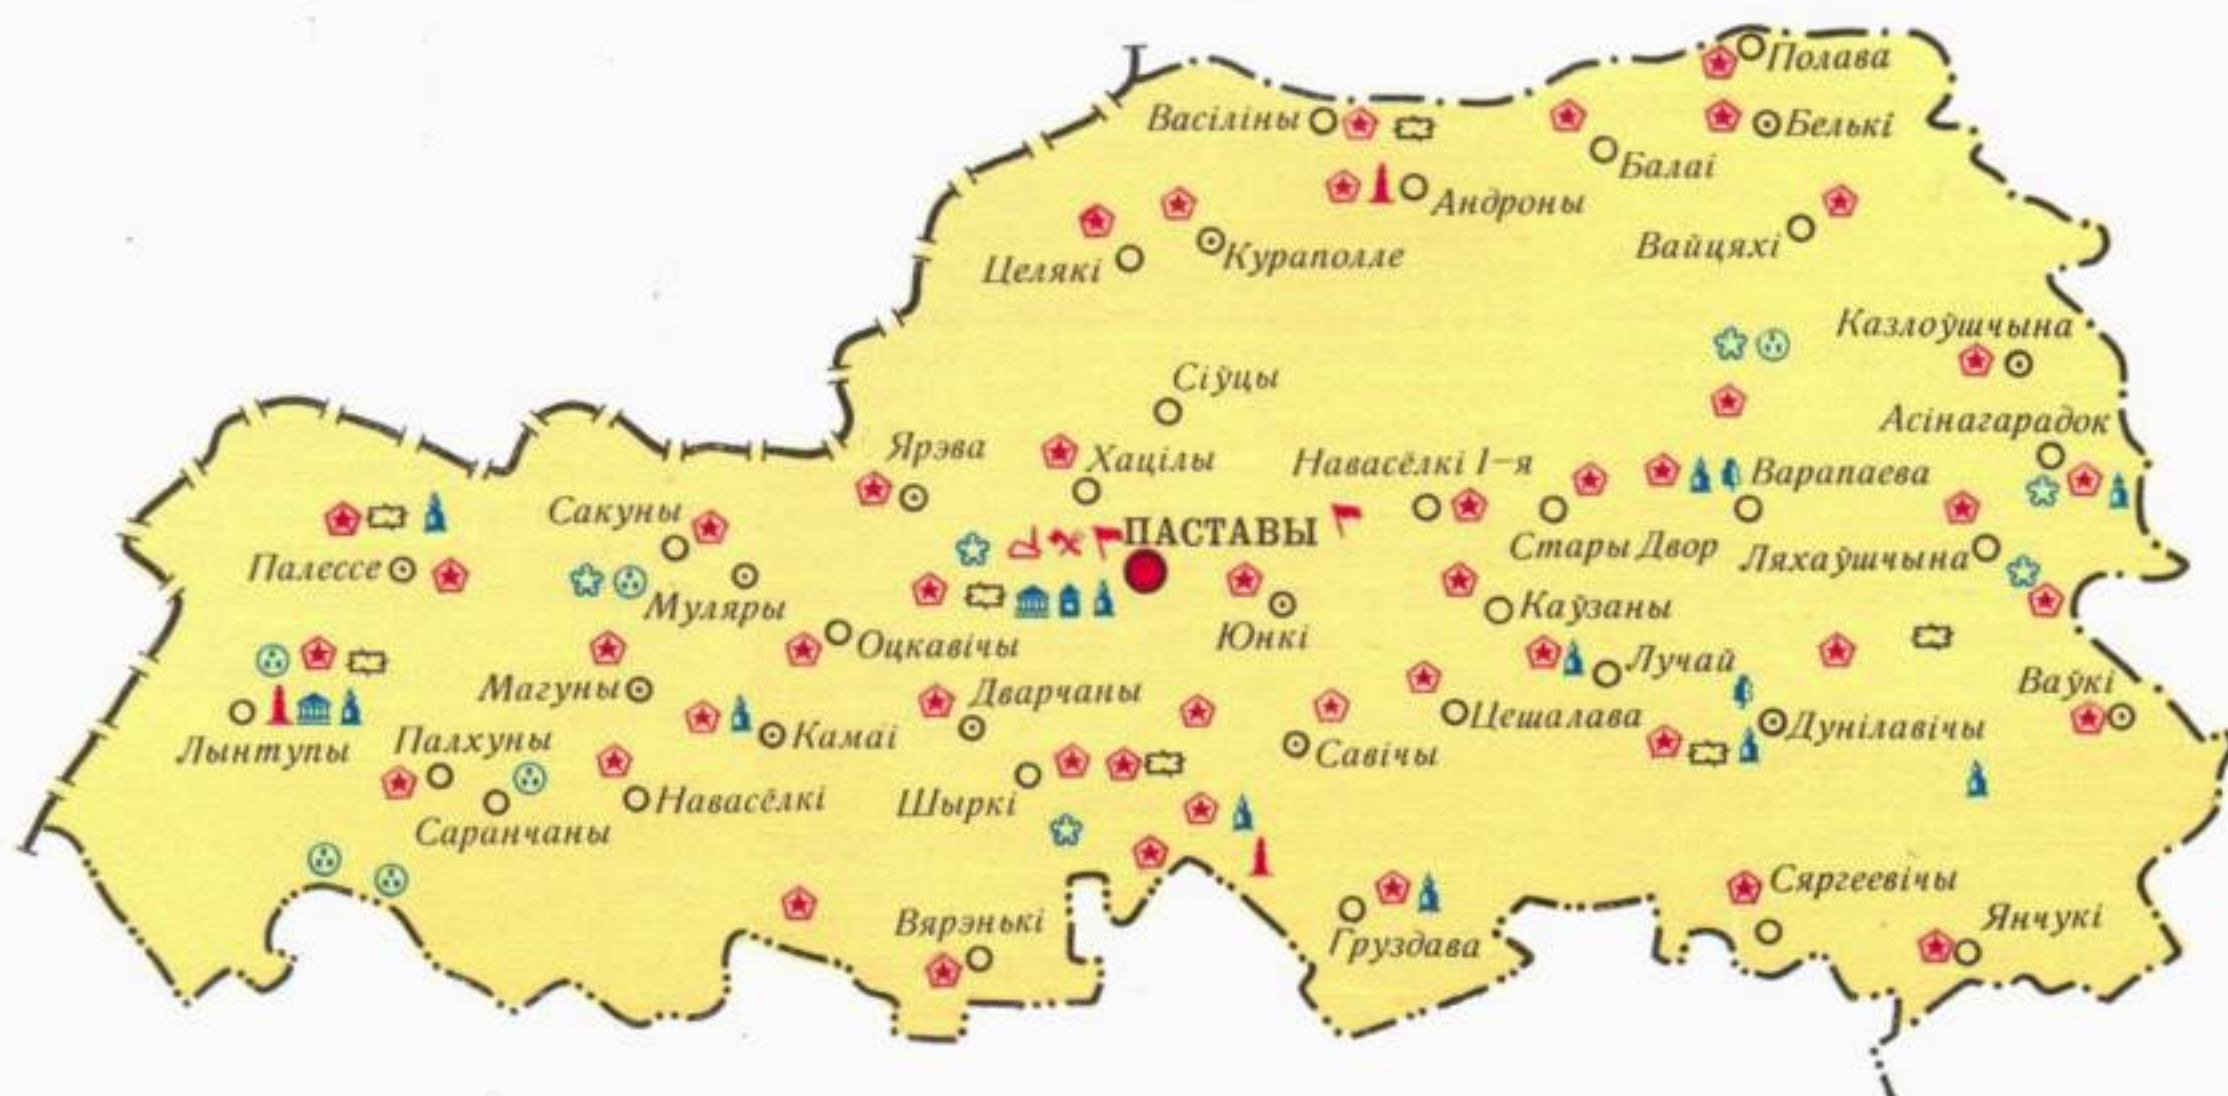 Полава
Васіліны
Белькі
Балаі
Андроны
Вайцяхі
Целякі
Кураполле
Казлоўшчына
Сіўцы
Асінагарадок
Ярэва
Хацілы
Навасёлкі І–я
Варапаева
Сакуны
ПАСТАВЫ
Стары Двор
Ляхаўшчына
Палессе
Муляры
Каўзаны
Юнкі
Оцкавічы
Лучай
Магуны
Дварчаны
Ваўкі
Цешалава
Дунілавічы
Лынтупы
Палхуны
Камаі
Савічы
Навасёлкі
Шыркі
Саранчаны
Сяргеевічы
Вярэнькі
Груздава
Янчукі